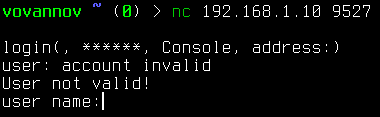 vovannov ~ (0) > nc 192.168.1.10 9527
login(, ******, Console, address:)
user: account invalid
User not valid!
user name: